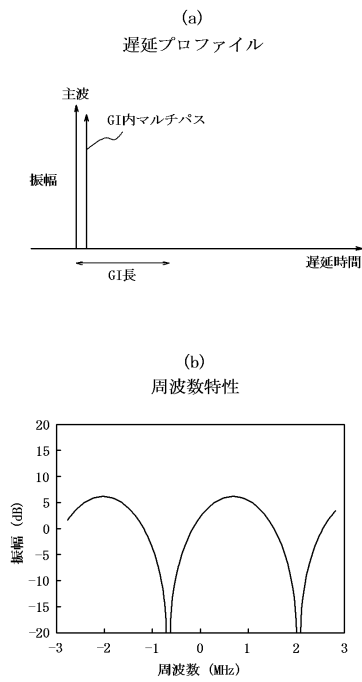 (a)
遅延プロファイル
主波
GI内マルチパス
振幅
GI長
遅延時間
(b)
周波数特性
20
15
10
5
0
-5
-10
-15
-20
振幅 (dB)
-3
-2
-1
0
1
2
3
周波数 (MHz)